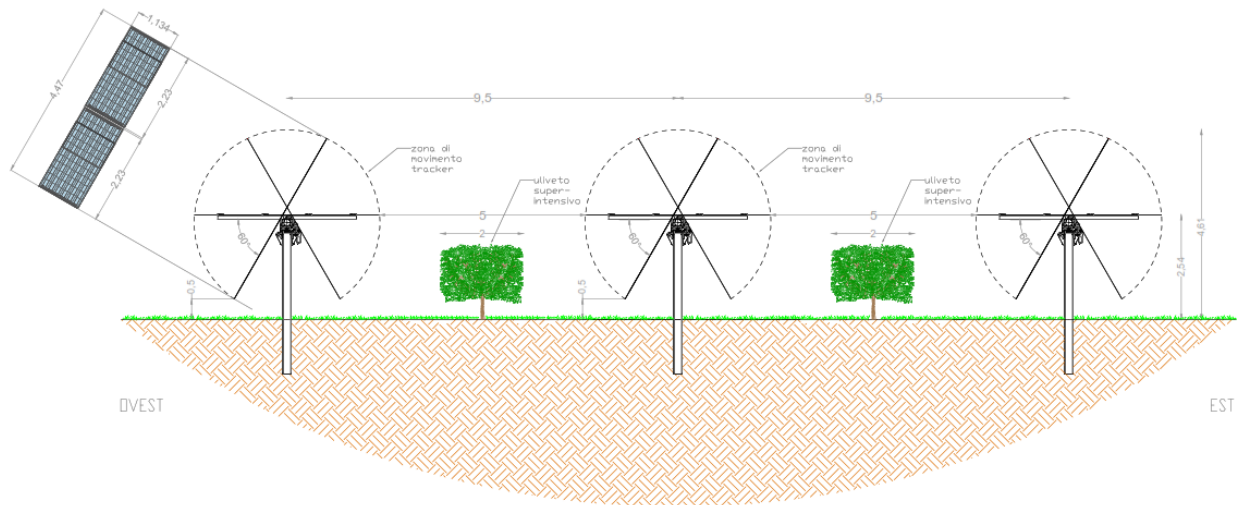 1,134
4,47
2,23
2,23
9,5
9,5
zona di
movimento
tracker
zona di
movimento
tracker
uliveto
super-
intensivo
uliveto
super-
intensivo
5
5
2
2
60°
60°
60°
0,5
0,5
2,54
4,61
OVEST
EST